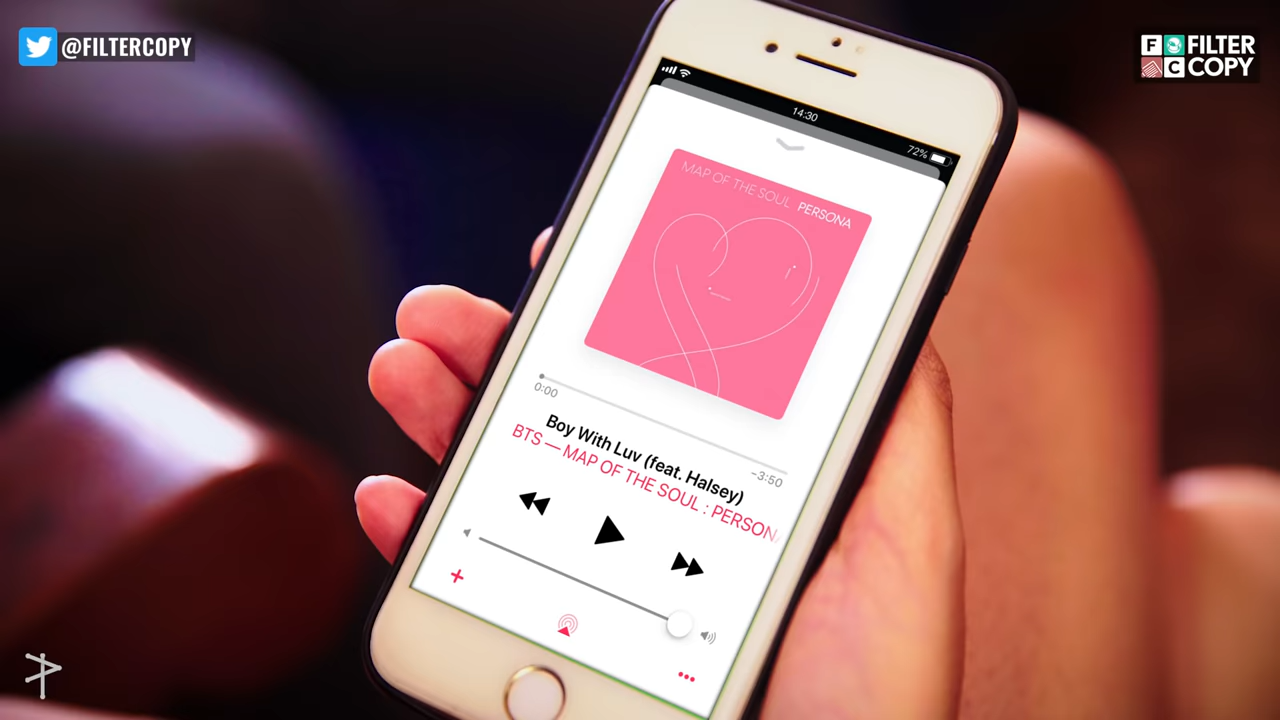 @FILTERCOPY
F FILTER
C COPY
14:30
72%
MAP OF THE SOUL PERSONA
0:00
-3:50
Boy With Luv (feat. Halsey)
BTS — MAP OF THE SOUL : PERSON